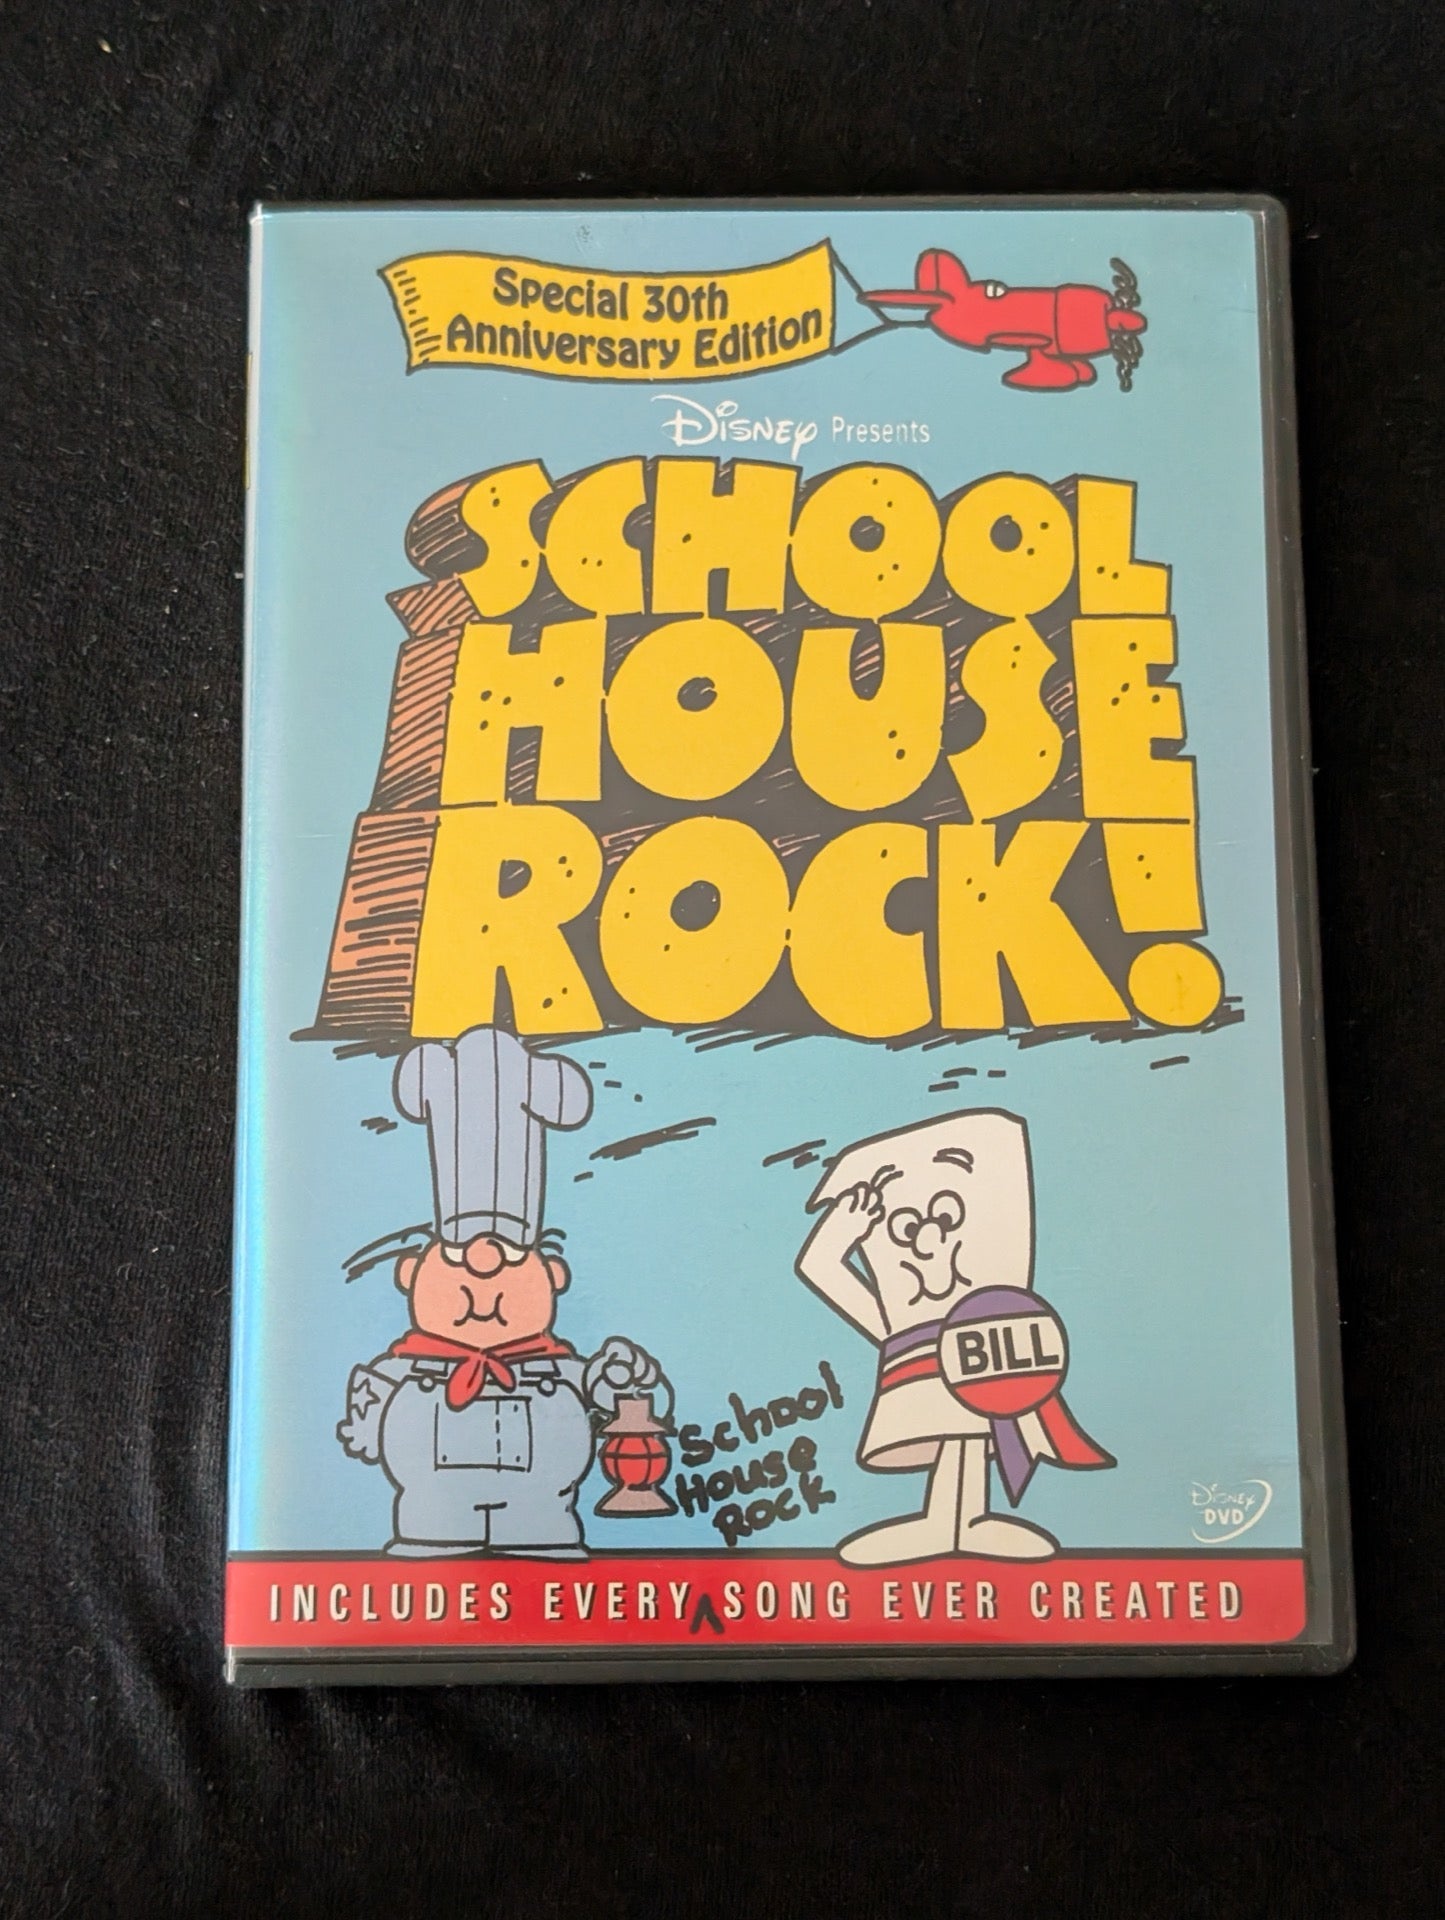 Special 30th
Anniversary Edition
Disney Presents
SCHOOL
HOUSE
ROCK!
BILL
School
House
Rock
Disney
DVD
INCLUDES EVERY SONG EVER CREATED